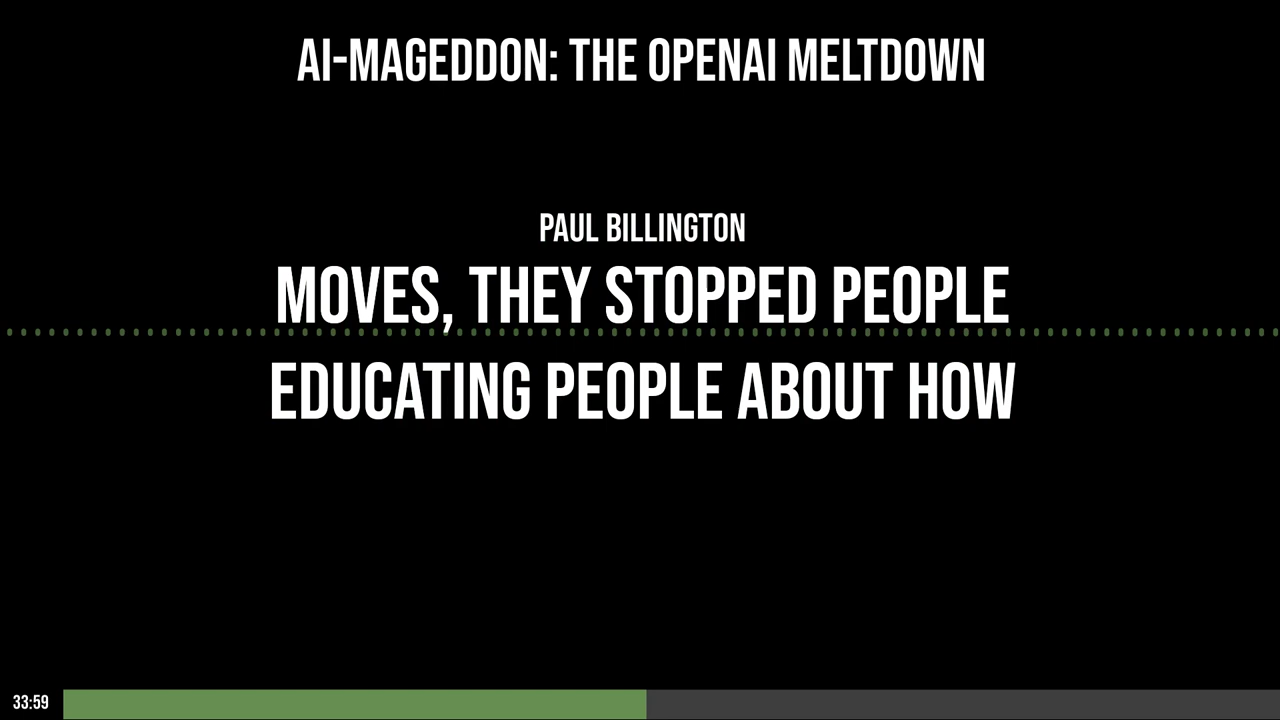 AI-MAGEDDON: THE OPENAI MELTDOWN
PAUL BILLINGTON
MOVES, THEY STOPPED PEOPLE
EDUCATING PEOPLE ABOUT HOW
33:59